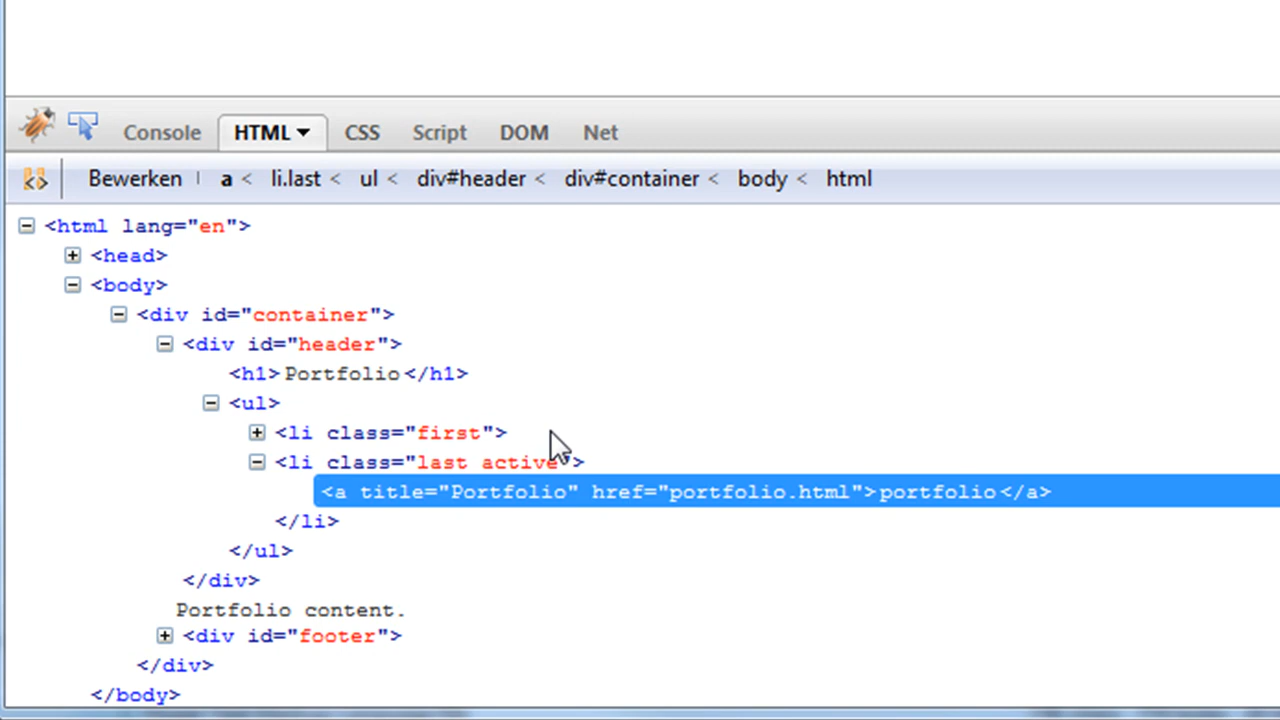 Console HTML CSS Script DOM Net
Bewerken a < li.last < ul < div#header < div#container < body < html
<html lang="en">
<head>
<body>
<div id="container">
<div id="header">
<h1>Portfolio</h1>
<ul>
<li class="first">
<li class="last active">
<a title="Portfolio" href="portfolio.html">portfolio</a>
</li>
</ul>
</div>
Portfolio content.
<div id="footer">
</div>
</body>